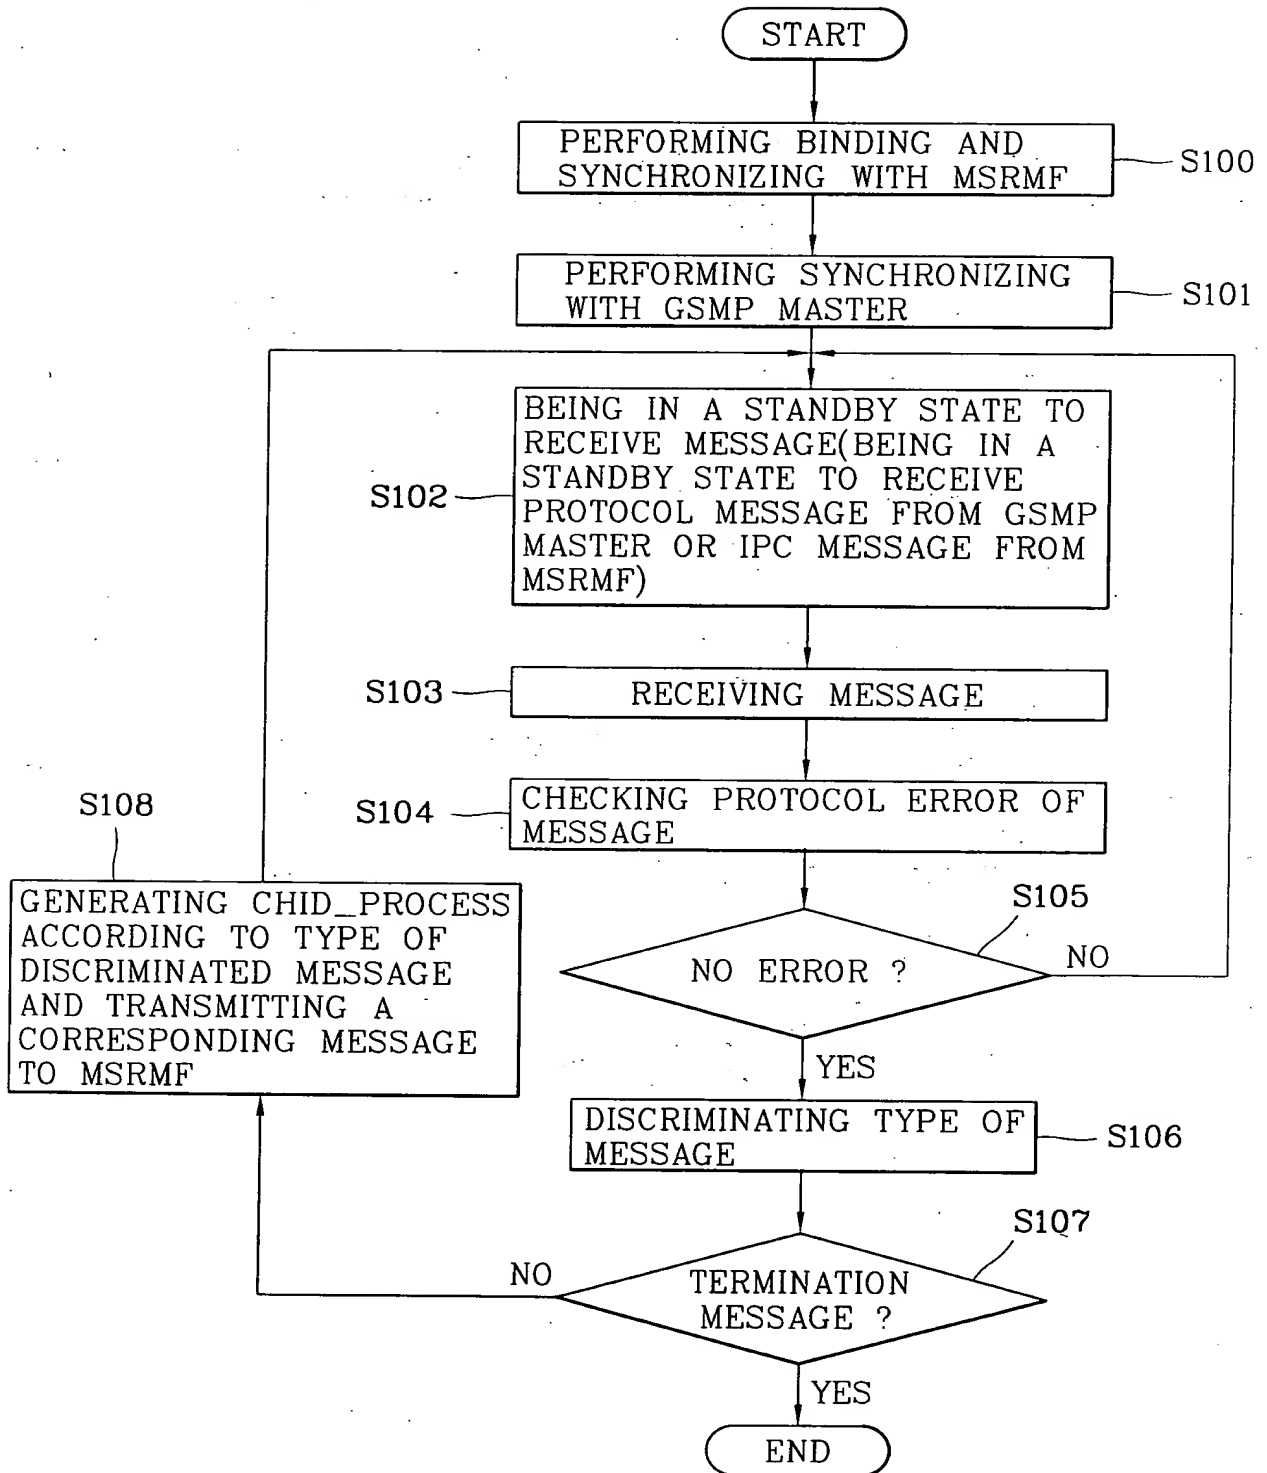 START
PERFORMING BINDING AND
SYNCHRONIZING WITH MSRMF
S100
PERFORMING SYNCHRONIZING
WITH GSMP MASTER
S101
BEING IN A STANDBY STATE TO
RECEIVE MESSAGE(BEING IN A
STANDBY STATE TO RECEIVE
PROTOCOL MESSAGE FROM GSMP
MASTER OR IPC MESSAGE FROM
MSRMF)
S102
S103
RECEIVING MESSAGE
S104
CHECKING PROTOCOL ERROR OF
MESSAGE
S105
NO ERROR ?
NO
YES
DISCRIMINATING TYPE OF
MESSAGE
S106
S107
TERMINATION
MESSAGE ?
NO
S108
GENERATING CHID_PROCESS
ACCORDING TO TYPE OF
DISCRIMINATED MESSAGE
AND TRANSMITTING A
CORRESPONDING MESSAGE
TO MSRMF
YES
END